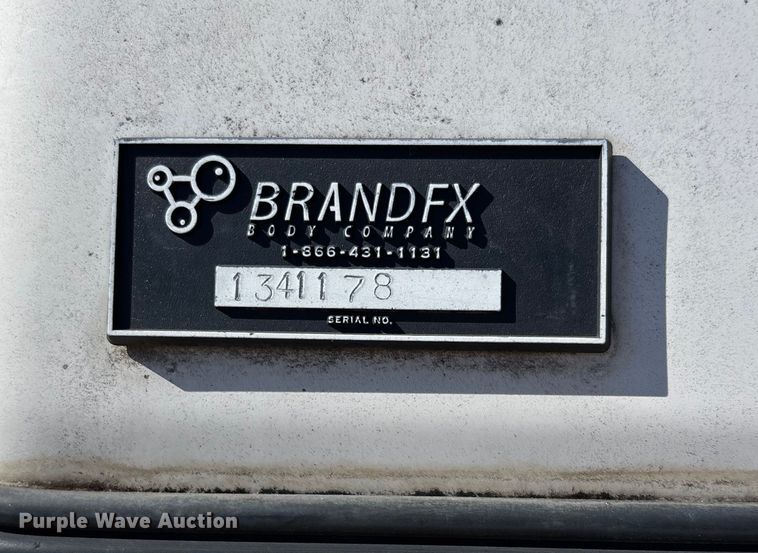 BRANDFX
BODY COMPANY
1-866-431-1131
1341178
SERIAL NO.
Purple Wave Auction